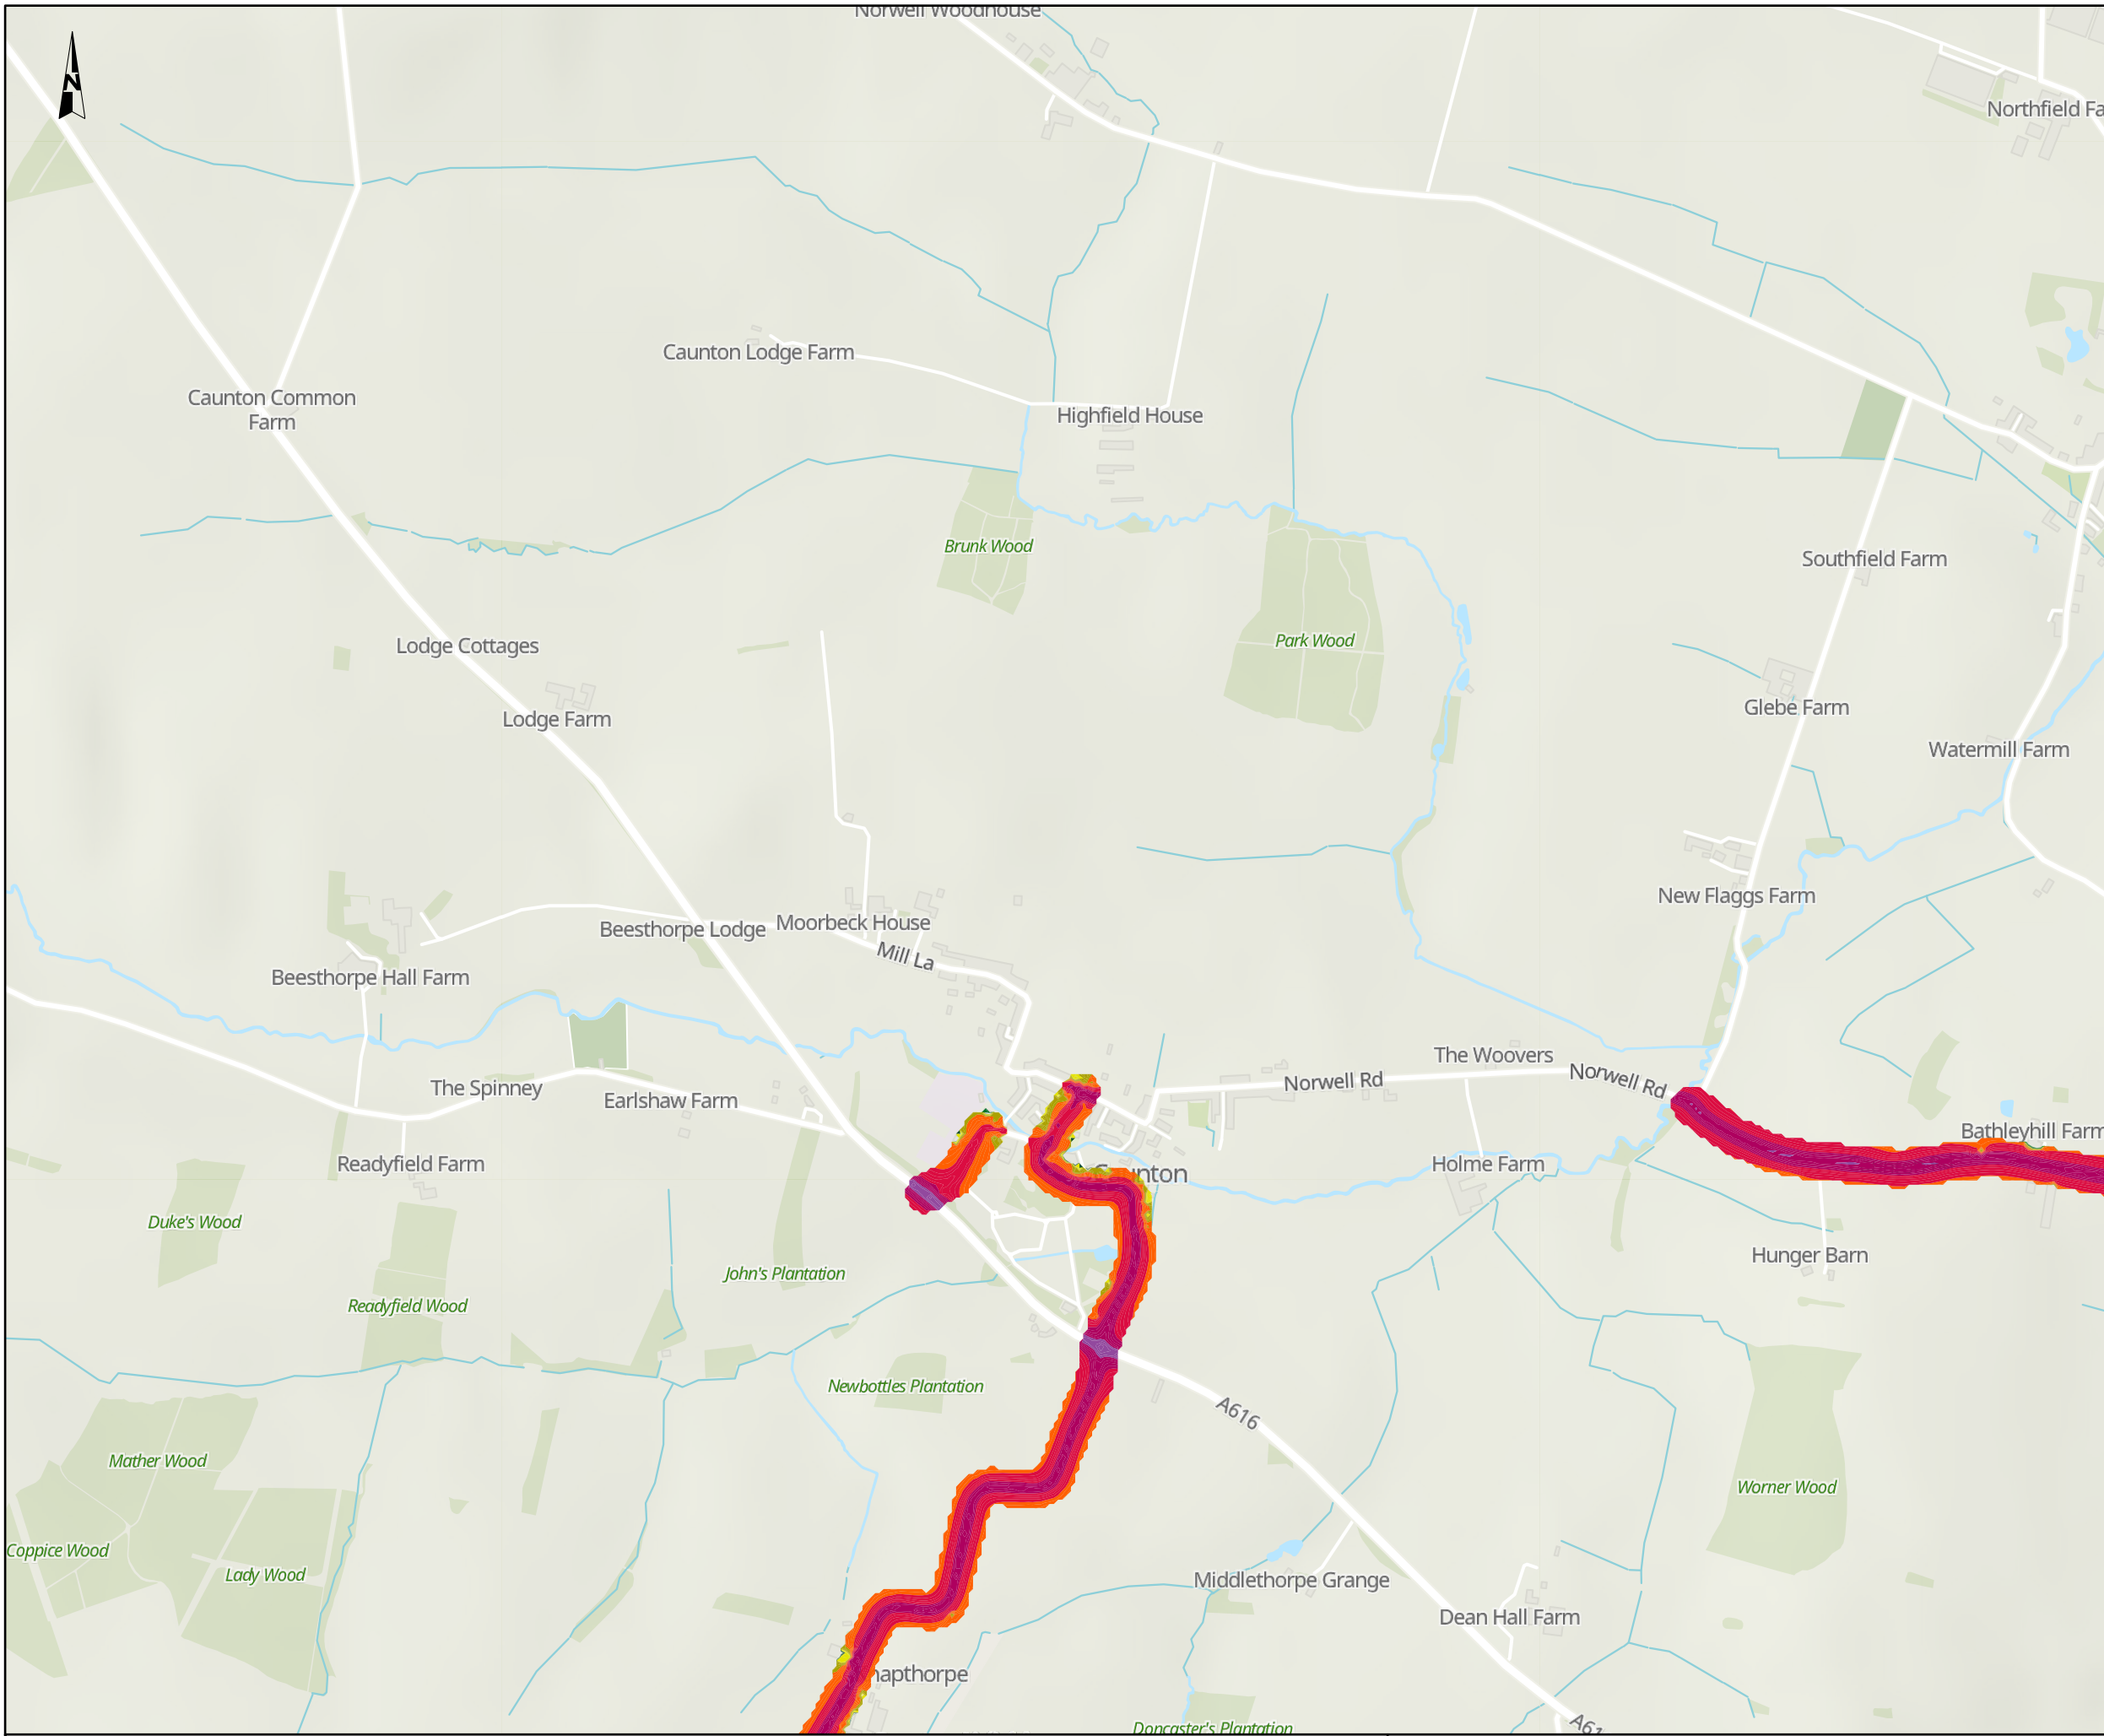 Norwell Woodhouse
N
Northfield Fa
Caunton Lodge Farm
Caunton Common
Farm
Highfield House
Brunk Wood
Southfield Farm
Park Wood
Lodge Cottages
Glebe Farm
Lodge Farm
Watermill Farm
New Flaggs Farm
Moorbeck House
Beesthorpe Lodge
Mill La
Beesthorpe Hall Farm
The Woovers
Norwell Rd
Norwell Rd
The Spinney
Earlshaw Farm
Bathleyhill Farm
Readyfield Farm
Holme Farm
nton
Duke's Wood
Hunger Barn
John's Plantation
Readyfield Wood
Newbottles Plantation
A616
Mather Wood
Worner Wood
Coppice Wood
Lady Wood
Middlethorpe Grange
Dean Hall Farm
hapthorpe
Doncaster's Plantation
A61